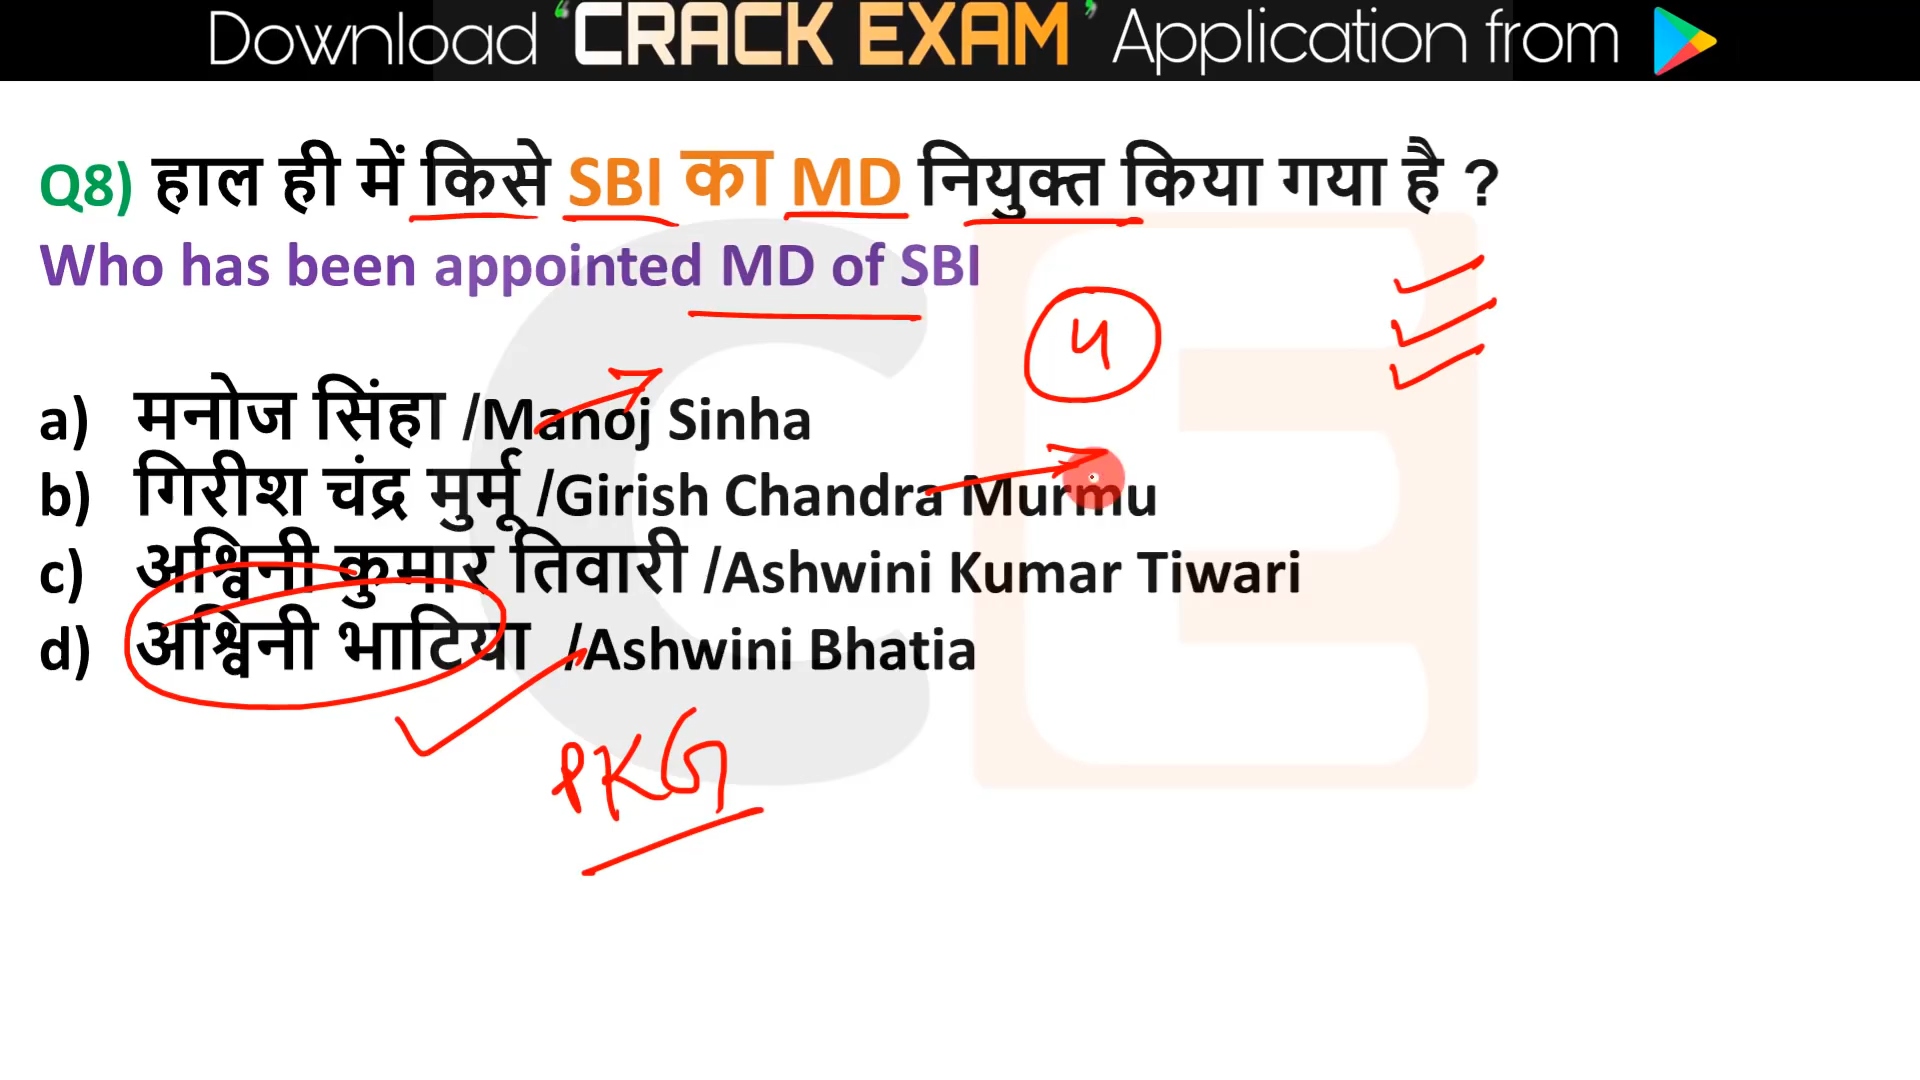 Download ‘CRACK EXAM’ Application from
Q8) हाल ही में किसे SBI का MD नियुक्त किया गया है ?
Who has been appointed MD of SBI
4
a) मनोज सिंहा /Manoj Sinha
b) गिरीश चंद्र मुर्मू /Girish Chandra Murmu
c) अश्विनी कुमार तिवारी /Ashwini Kumar Tiwari
d) अश्विनी भाटिया /Ashwini Bhatia
PKG